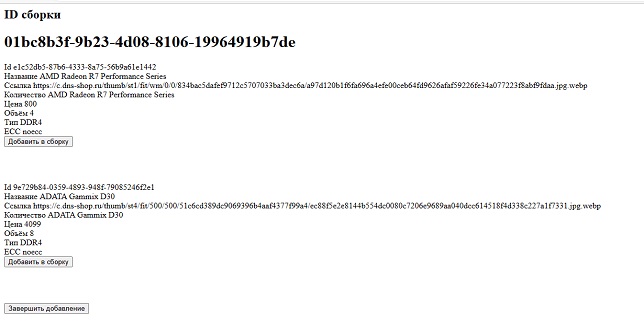 ID сборки
01bc8b3f-9b23-4d08-8106-19964919b7de
Id e1c52db5-87b6-4333-8a75-56b9a61e1442
Название AMD Radeon R7 Performance Series
Ссылка https://c.dns-shop.ru/thumb/st1/fit/wm/0/0/834bac5dafef9712c5707033ba3dec6a/a97d120b1f6fa696a4efe00ceb64fd9626afaf59226fe34a077223f8abf9fdaa.jpg.webp
Количество AMD Radeon R7 Performance Series
Цена 800
Объём 4
Тип DDR4
ECC noecc
Добавить в сборку
Id 9e729b84-0359-4893-948f-79085246f2e1
Название ADATA Gammix D30
Ссылка https://c.dns-shop.ru/thumb/st4/fit/500/500/51c6cd389dc9069396b4aaf4377f99a4/ec88f5e2e8144b554dc0080c7206e9689aa040dcc614518f4d338c227a1f7331.jpg.webp
Количество ADATA Gammix D30
Цена 4099
Объём 8
Тип DDR4
ECC noecc
Добавить в сборку
Завершить добавление